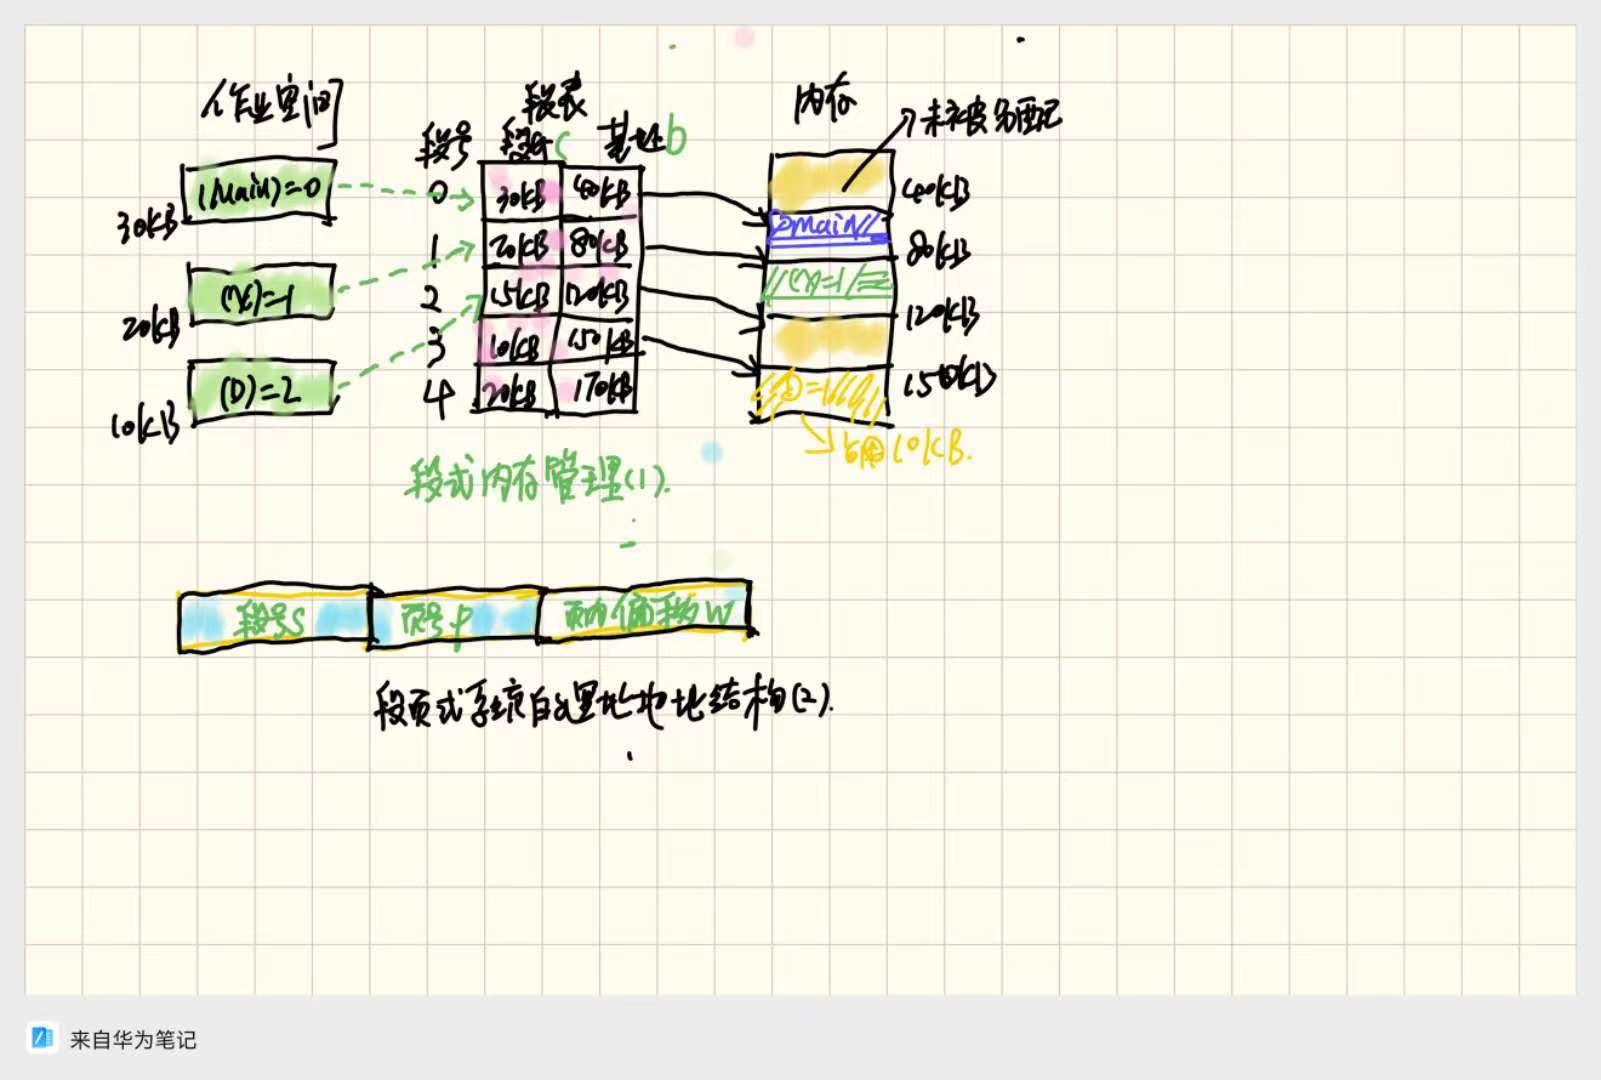 作业空间
(Main)=0
30KB
(X)=1
20KB
(D)=2
10KB
段表
段号 段长c 基址b
0 30KB 40KB
1 20KB 80KB
2 15KB 120KB
3 10KB 150KB
4 20KB 170KB
内存
未被分配
40KB
main
80KB
(X)=1
120KB
150KB
占用10KB.
段式内存管理(1).
段号S 页号P 页内偏移W
段页式系统的逻辑地址结构(2).
来自华为笔记